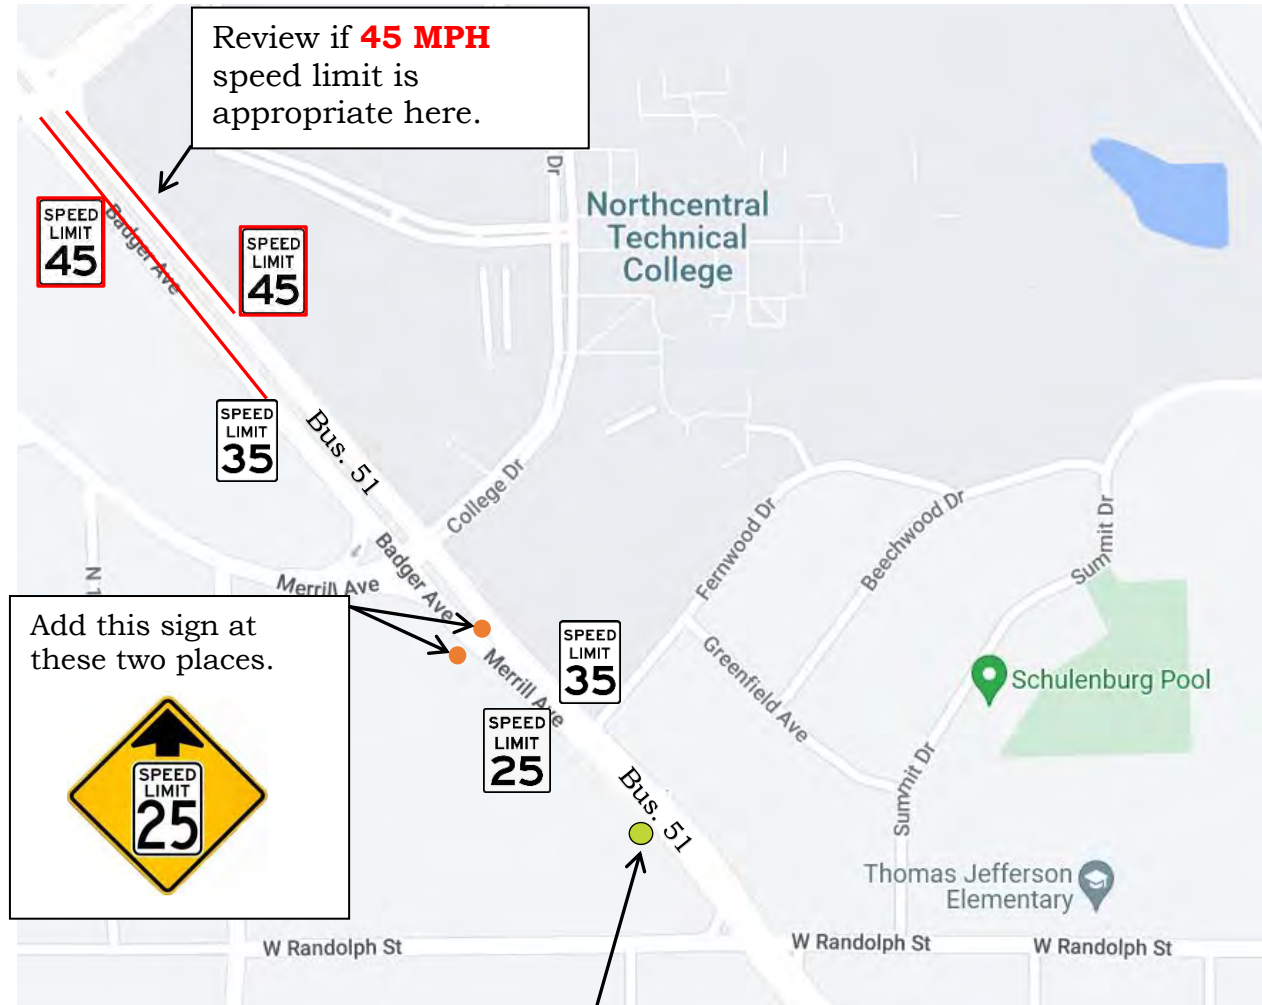 Review if 45 MPH
speed limit is
appropriate here.
Dr
Northcentral
Technical
College
SPEED
LIMIT
45
Badger Ave
SPEED
LIMIT
45
SPEED
LIMIT
35
Bus. 51
College Dr
Badger Ave
Merrill Ave
N 1
Fernwood Dr
Beechwood Dr
Summit Dr
Add this sign at
these two places.
SPEED
LIMIT
25
SPEED
LIMIT
35
Merrill Ave
SPEED
LIMIT
25
Greenfield Ave
Schulenburg Pool
Bus. 51
Summit Dr
Thomas Jefferson
Elementary
W Randolph St
W Randolph St
W Randolph St